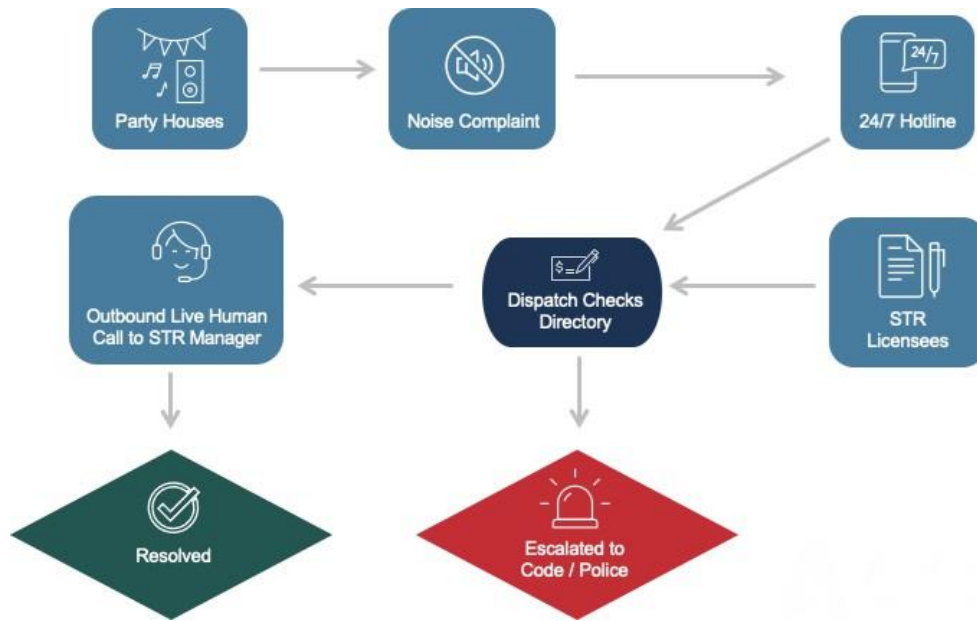 Party Houses
Noise Complaint
24/7
24/7 Hotline
Outbound Live Human
Call to STR Manager
$=
Dispatch Checks
Directory
STR
Licensees
Resolved
Escalated to
Code / Police